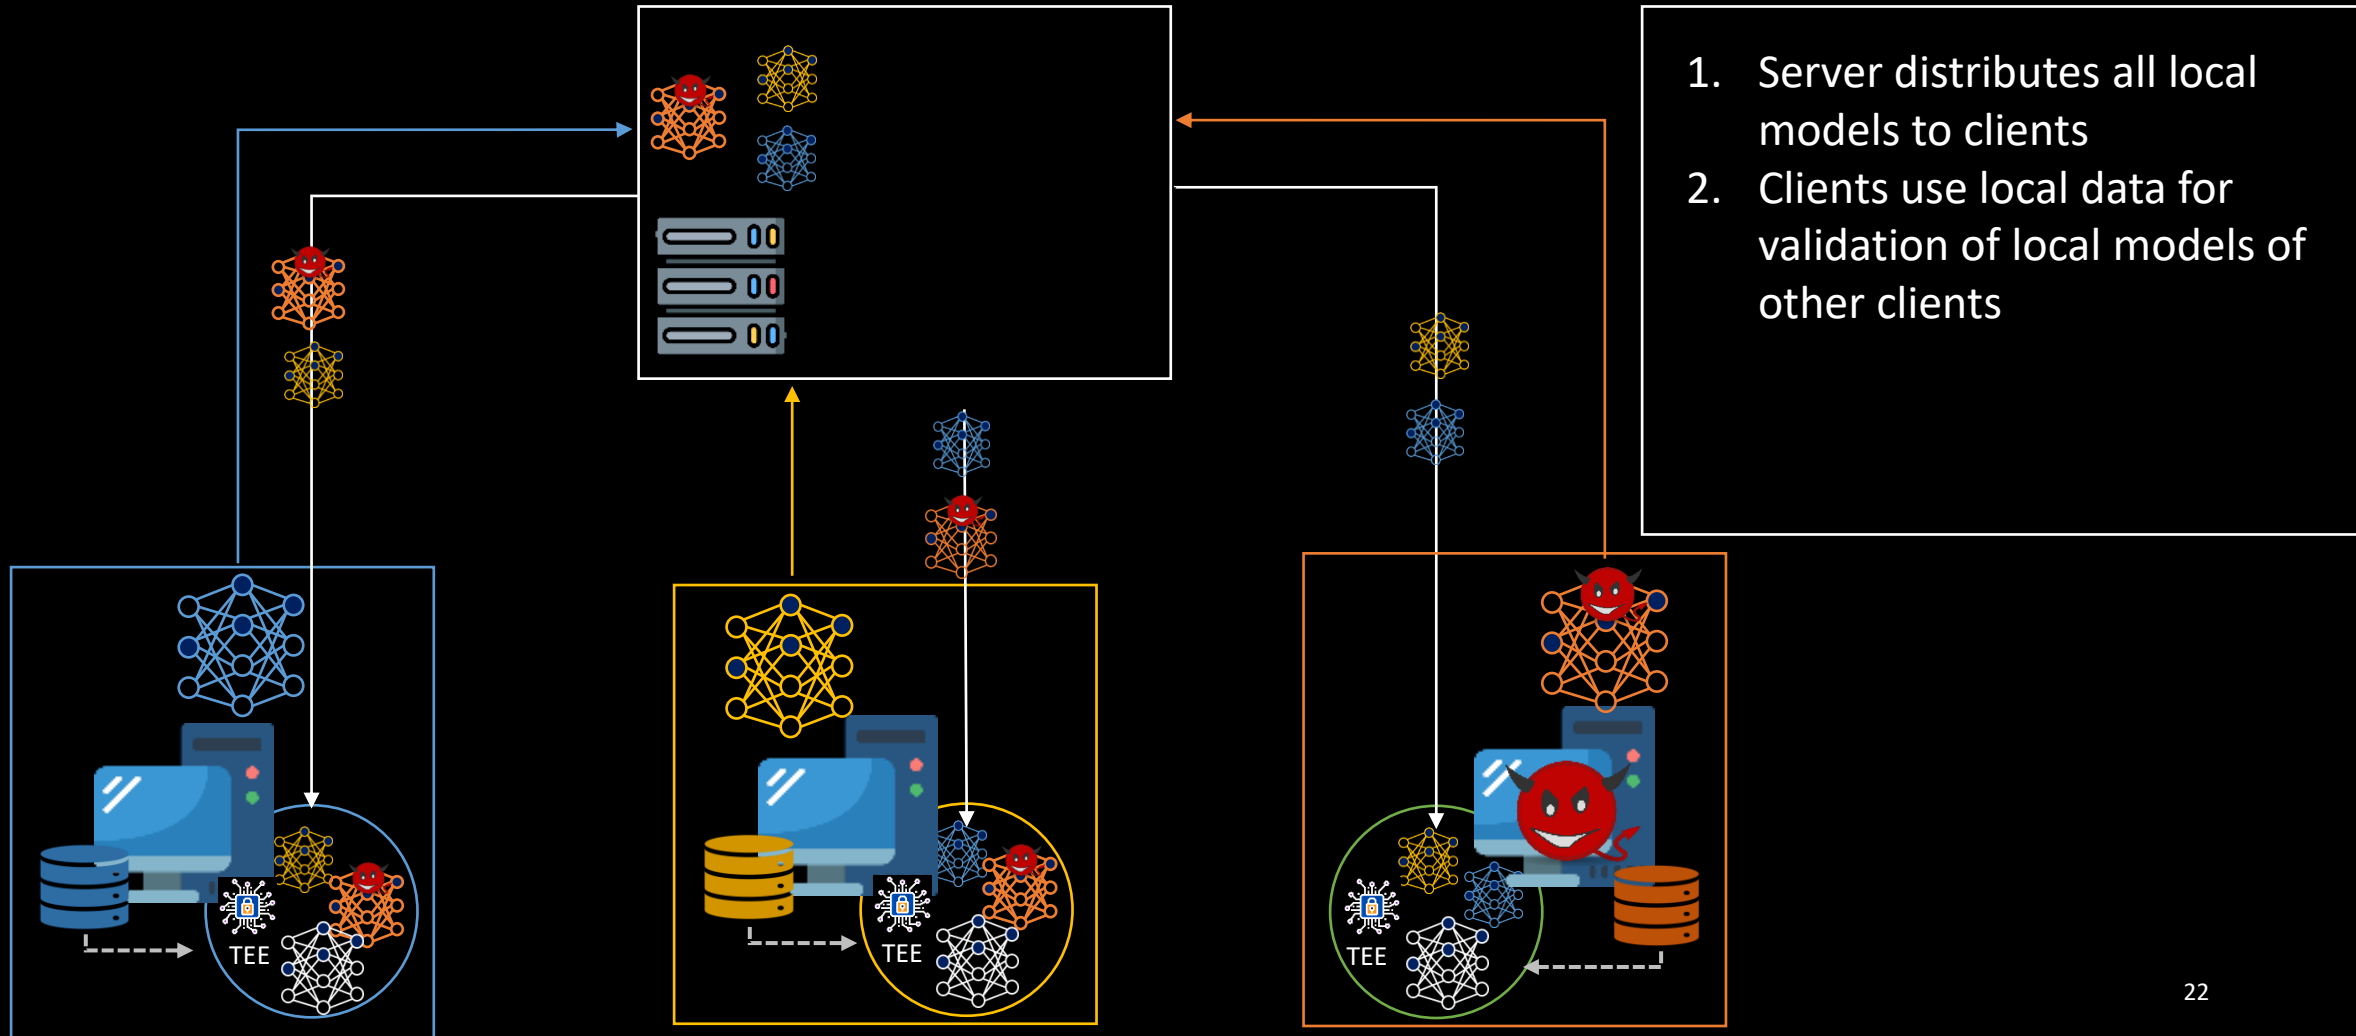 1. Server distributes all local
models to clients
2. Clients use local data for
validation of local models of
other clients
TEE
TEE
TEE
22